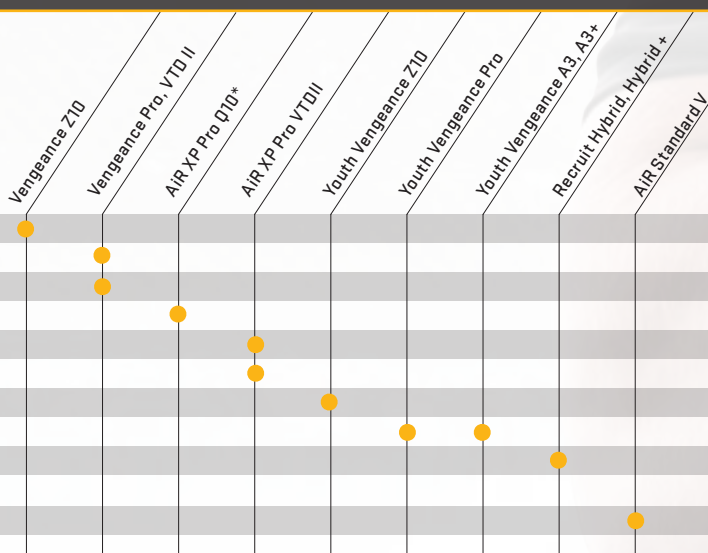 Vengeance Z10
Vengeance Pro, VTD II
AiR XP Pro Q10*
AiR XP Pro VTDII
Youth Vengeance Z10
Youth Vengeance Pro
Youth Vengeance A3, A3+
Recruit Hybrid, Hybrid +
AiR Standard V